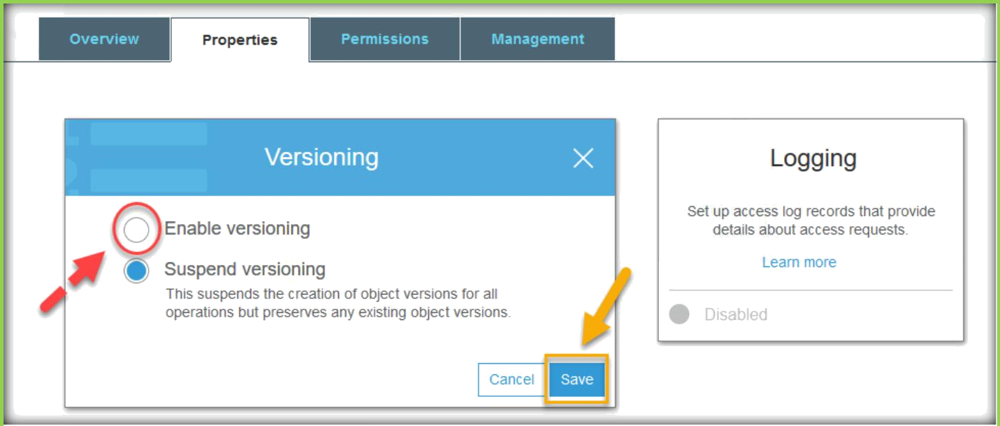 Overview
Properties
Permissions
Management
Versioning
Enable versioning
Suspend versioning
This suspends the creation of object versions for all
operations but preserves any existing object versions.
Cancel
Save
Logging
Set up access log records that provide
details about access requests.
Learn more
Disabled